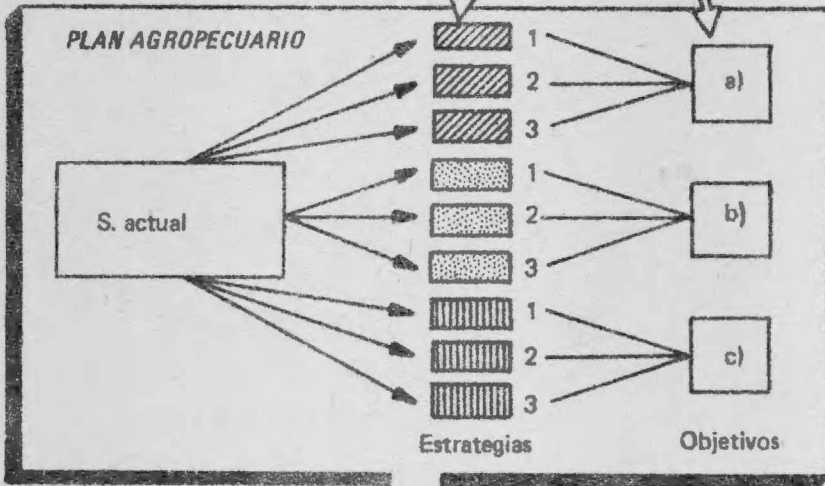 PLAN AGROPECUARIO
1
2
3
a)
S. actual
1
2
3
b)
1
2
3
c)
Estrategias
Objetivos